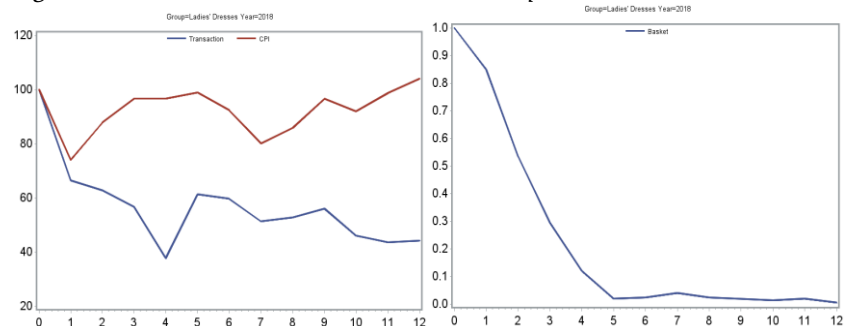 Group=Ladies' Dresses Year=2018
Transaction CPI
120
100
80
60
40
20
0 1 2 3 4 5 6 7 8 9 10 11 12
Group=Ladies' Dresses Year=2018
Basket
1.0
0.9
0.8
0.7
0.6
0.5
0.4
0.3
0.2
0.1
0.0
0 1 2 3 4 5 6 7 8 9 10 11 12